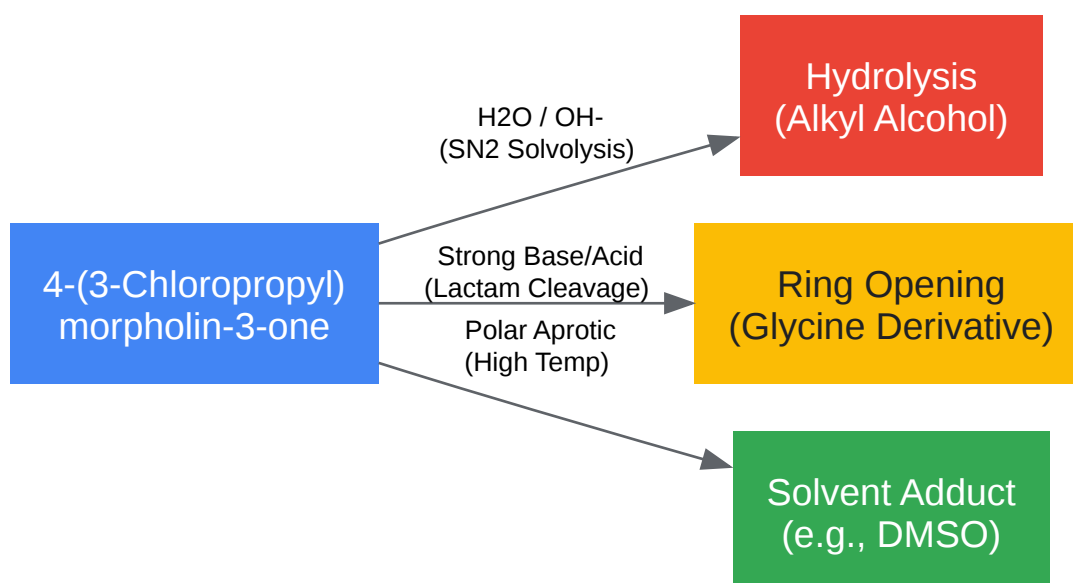 Hydrolysis
(Alkyl Alcohol)
H2O / OH-
(SN2 Solvolysis)
4-(3-Chloropropyl)
morpholin-3-one
Strong Base/Acid
(Lactam Cleavage)
Ring Opening
(Glycine Derivative)
Polar Aprotic
(High Temp)
Solvent Adduct
(e.g., DMSO)